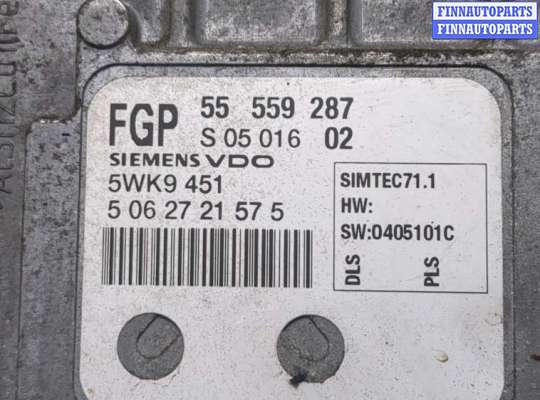 FINNAUTOPARTS
FINNAUTOPARTS
FGP 55 559 287
S 05 016 02
SIEMENS VDO
5WK9 451
5 06 27 21 57 5
SIMTEC71.1
HW:
SW:0405101C
DLS
PLS